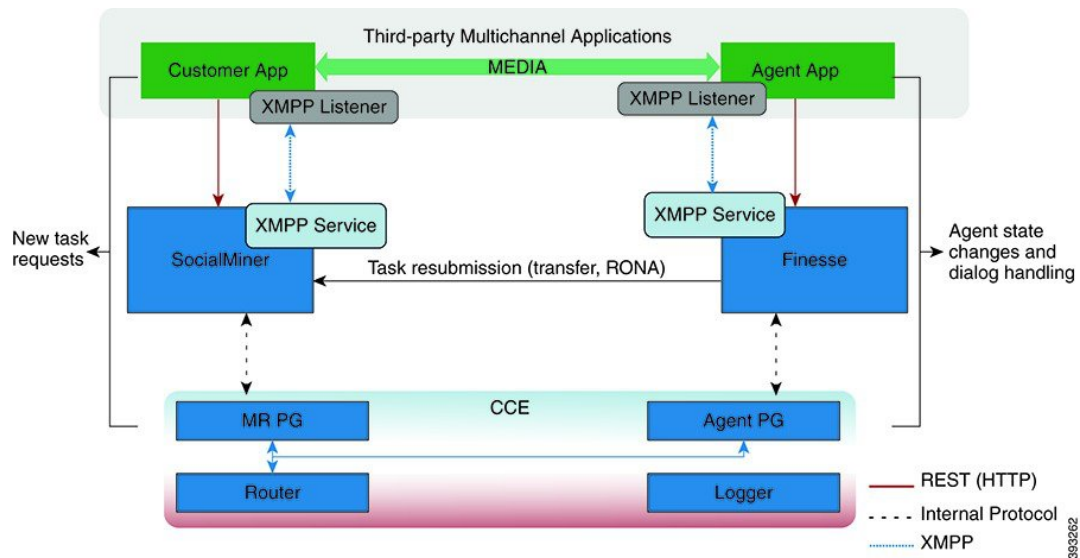 Third-party Multichannel Applications
Customer App
MEDIA
Agent App
XMPP Listener
XMPP Listener
XMPP Service
XMPP Service
New task
requests
SocialMiner
Task resubmission (transfer, RONA)
Finesse
Agent state
changes and
dialog handling
CCE
MR PG
Agent PG
Router
Logger
REST (HTTP)
Internal Protocol
XMPP
393262